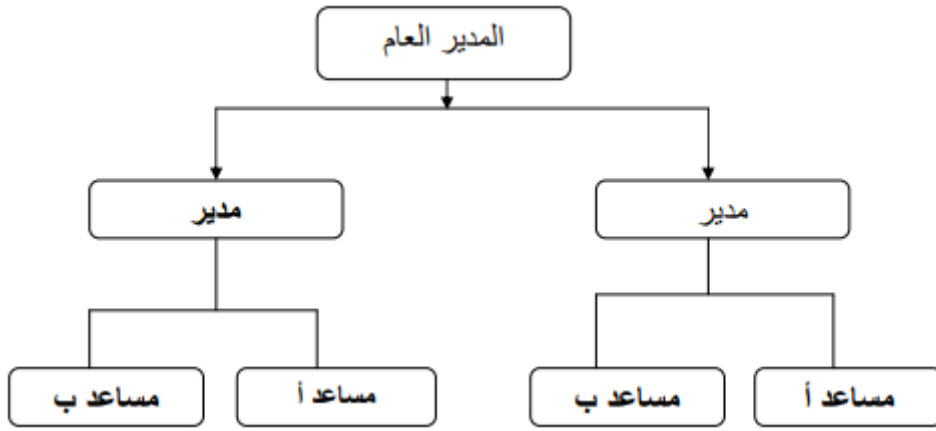 المدير العام
مدير
مدير
مساعد أ
مساعد ب
مساعد أ
مساعد ب